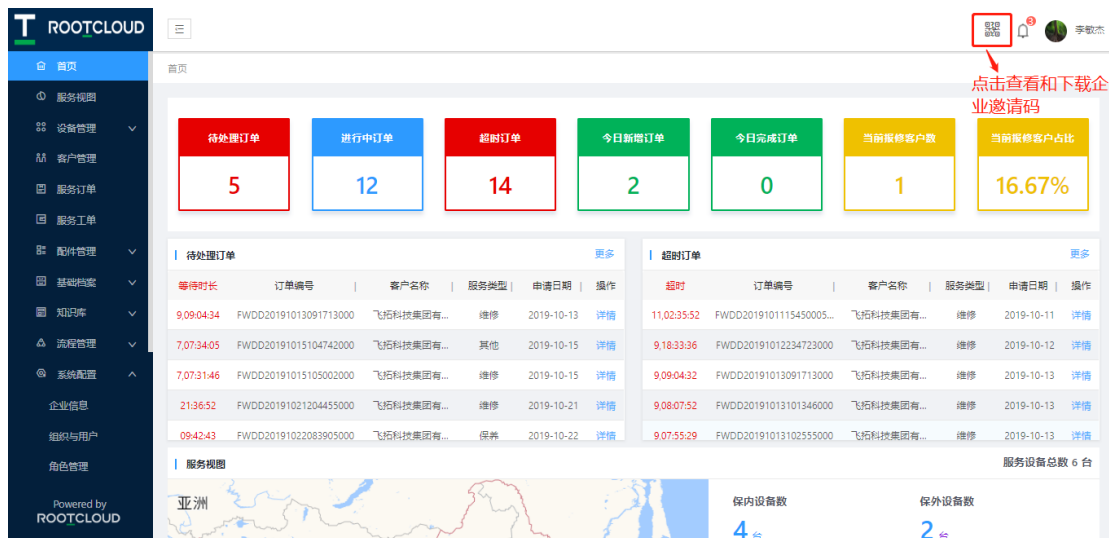 ROOTCLOUD
3
李敏杰
首页
首页
点击查看和下载企
业邀请码
服务视图
设备管理
客户管理
服务订单
服务工单
配件管理
基础档案
知识库
流程管理
系统配置
企业信息
组织与用户
角色管理
Powered by
ROOTCLOUD
待处理订单 进行中订单 超时订单 今日新增订单 今日完成订单 当前报修客户数 当前报修客户占比
5 12 14 2 0 1 16.67%
待处理订单 更多
等待时长 订单编号 客户名称 服务类型 申请日期 操作
9,09:04:34 FWDD20191013091713000 飞拓科技集团有... 维修 2019-10-13 详情
7,07:34:05 FWDD20191015104742000 飞拓科技集团有... 其他 2019-10-15 详情
7,07:31:46 FWDD20191015105002000 飞拓科技集团有... 维修 2019-10-15 详情
21:36:52 FWDD20191021204455000 飞拓科技集团有... 维修 2019-10-21 详情
09:42:43 FWDD20191022083905000 飞拓科技集团有... 保养 2019-10-22 详情
超时订单 更多
超时 订单编号 客户名称 服务类型 申请日期 操作
11,02:35:52 FWDD2019101115450005... 飞拓科技集团有... 维修 2019-10-11 详情
9,18:33:36 FWDD20191012234723000 飞拓科技集团有... 维修 2019-10-12 详情
9,09:04:32 FWDD20191013091713000 飞拓科技集团有... 维修 2019-10-13 详情
9,08:07:52 FWDD20191013101346000 飞拓科技集团有... 维修 2019-10-13 详情
9,07:55:29 FWDD20191013102555000 飞拓科技集团有... 维修 2019-10-13 详情
服务视图 服务设备总数 6 台
亚洲
保内设备数 保外设备数
4 台 2 台